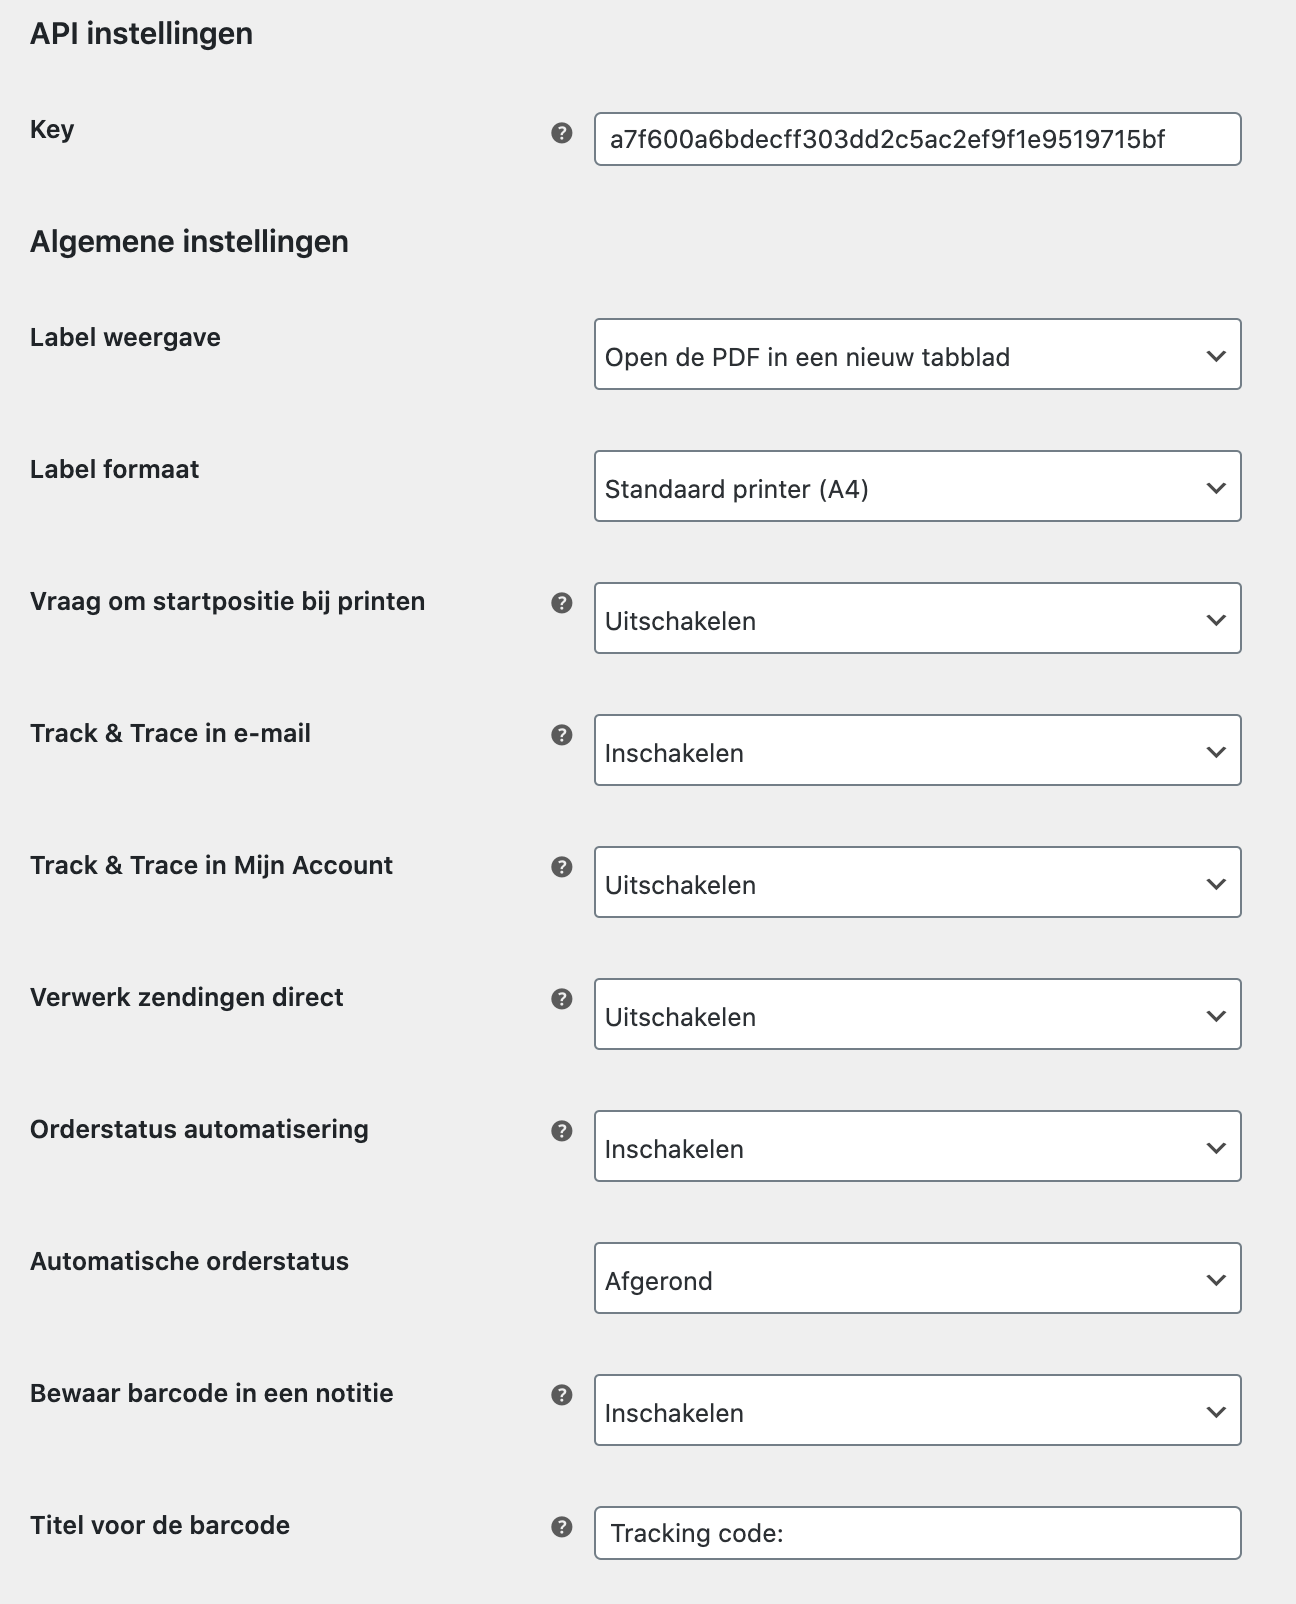 API instellingen
Key
a7f600a6bdecff303dd2c5ac2ef9f1e9519715bf
Algemene instellingen
Label weergave
Open de PDF in een nieuw tabblad
Label formaat
Standaard printer (A4)
Vraag om startpositie bij printen
Uitschakelen
Track & Trace in e-mail
Inschakelen
Track & Trace in Mijn Account
Uitschakelen
Verwerk zendingen direct
Uitschakelen
Orderstatus automatisering
Inschakelen
Automatische orderstatus
Afgerond
Bewaar barcode in een notitie
Inschakelen
Titel voor de barcode
Tracking code: